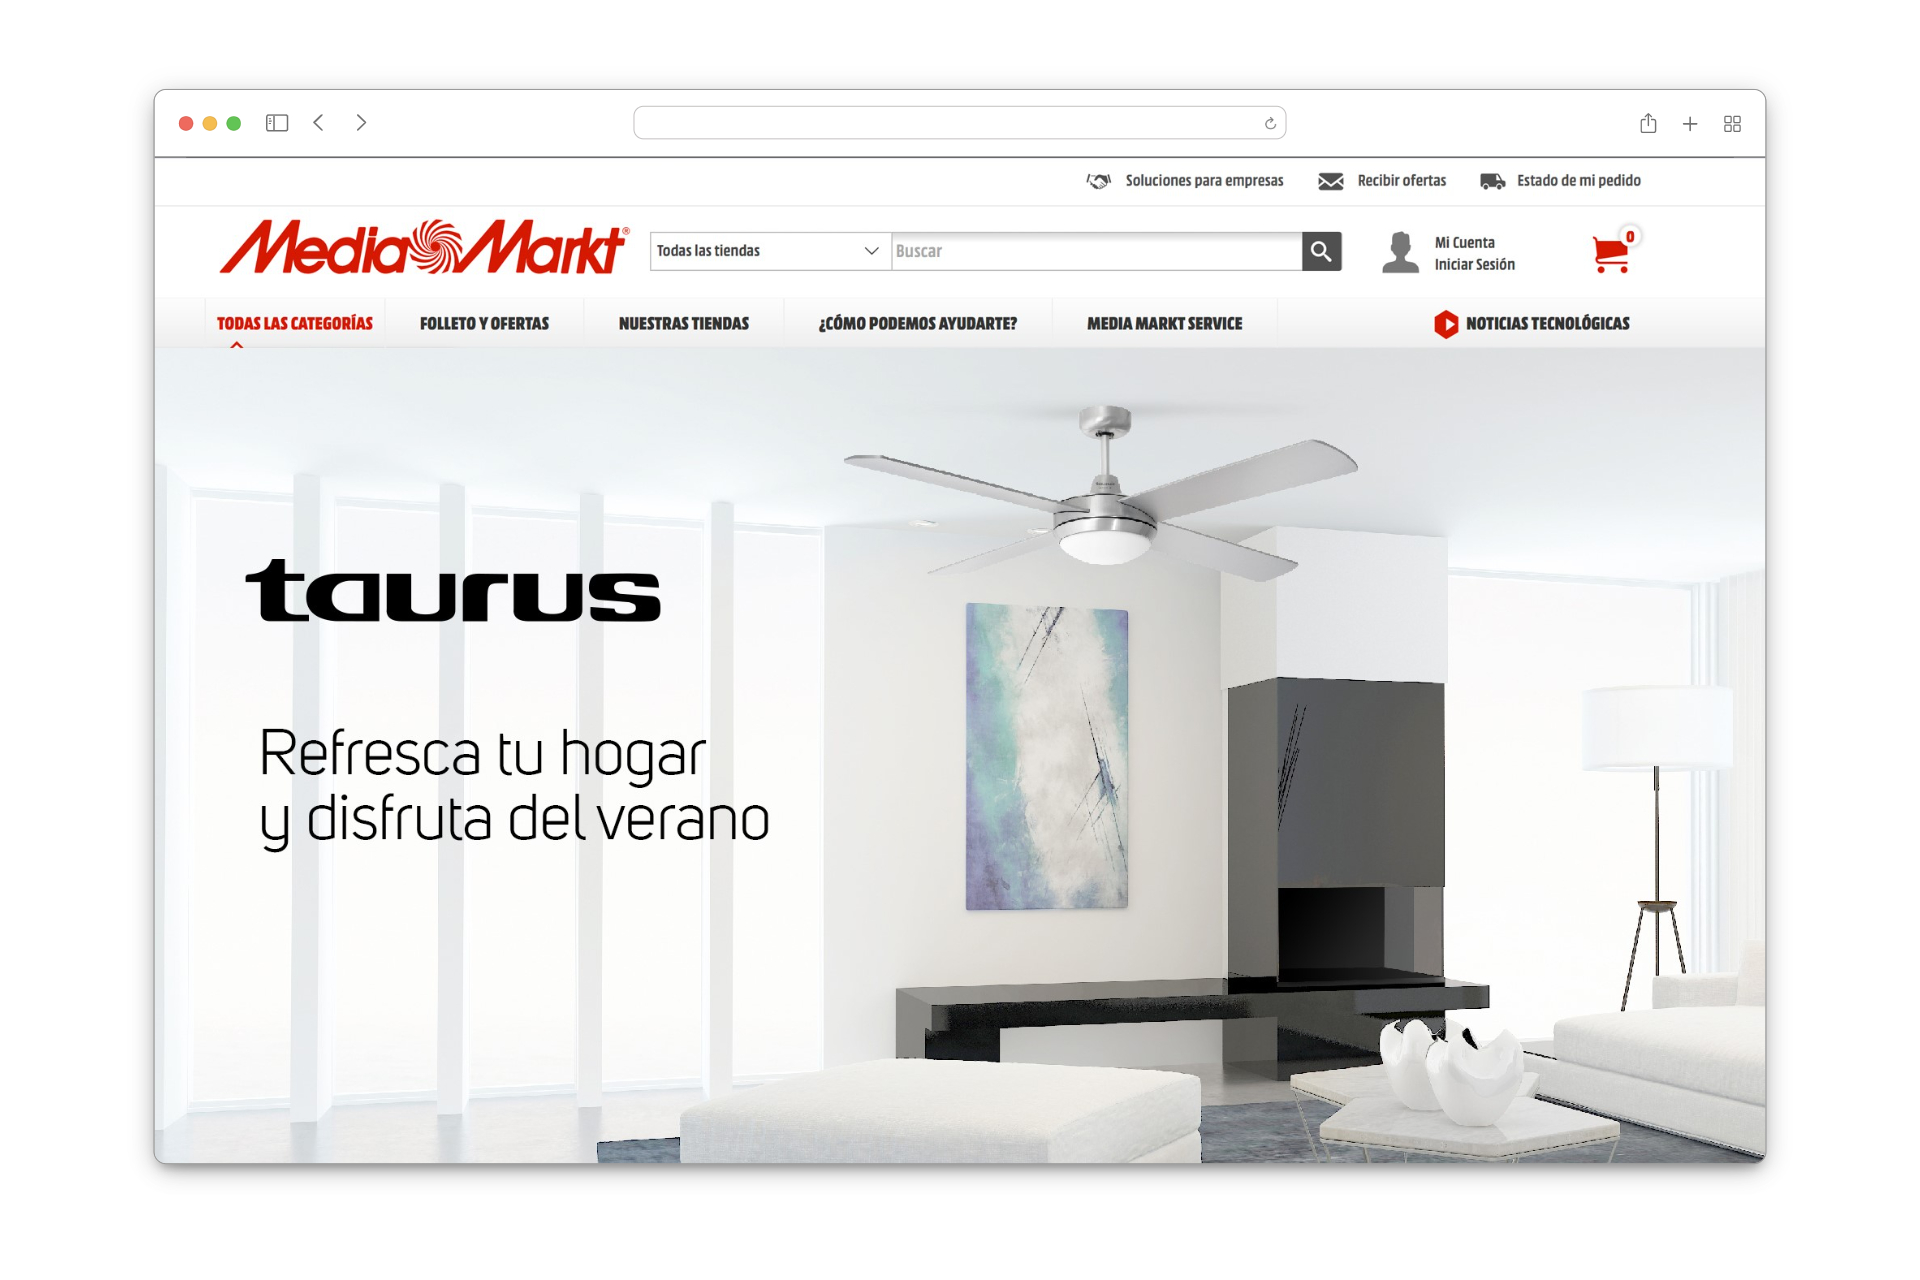 Soluciones para empresas
Recibir ofertas
Estado de mi pedido
MediaMarkt®
Todas las tiendas
Buscar
Mi Cuenta
Iniciar Sesión
0
TODAS LAS CATEGORÍAS
FOLLETO Y OFERTAS
NUESTRAS TIENDAS
¿CÓMO PODEMOS AYUDARTE?
MEDIA MARKT SERVICE
NOTICIAS TECNOLÓGICAS
taurus
Refresca tu hogar
y disfruta del verano